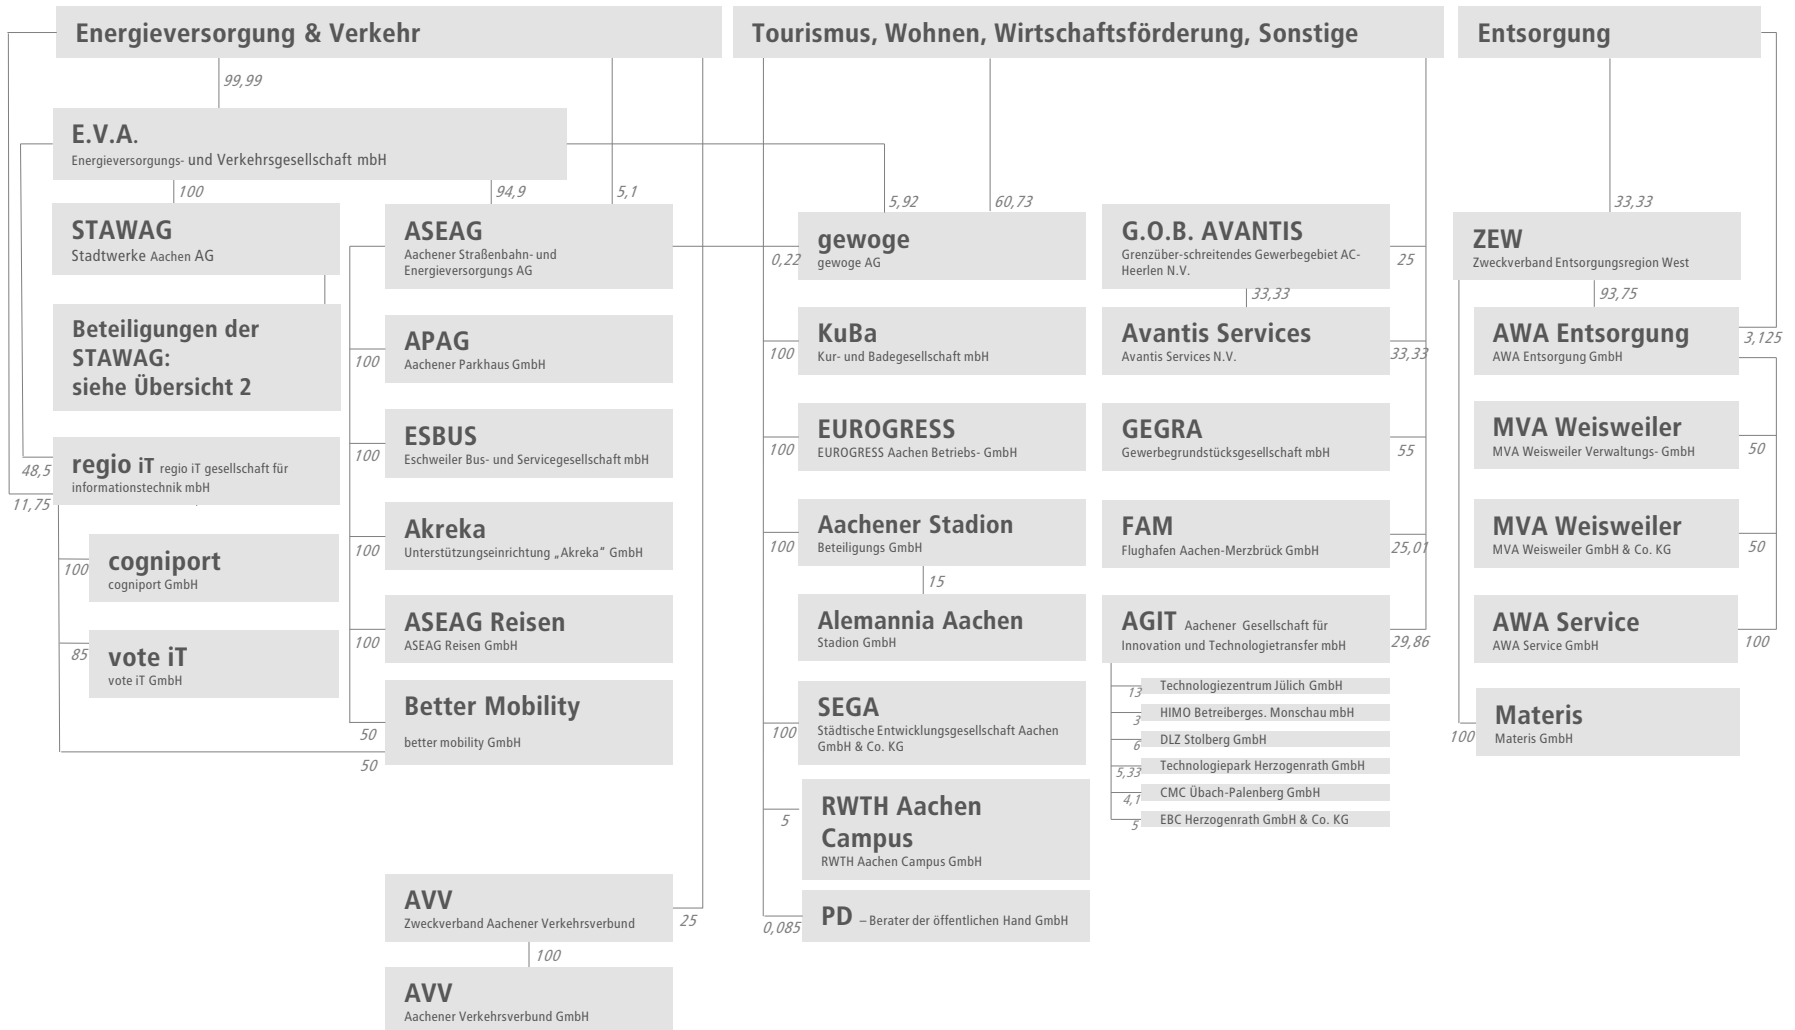 Energieversorgung & Verkehr
99,99
E.V.A.
Energieversorgungs- und Verkehrsgesellschaft mbH
100
94,9
5,1
STAWAG
Stadtwerke Aachen AG
Beteiligungen der
STAWAG:
siehe Übersicht 2
48,5
11,75
regio iT regio iT gesellschaft für
informationstechnik mbH
100
cogniport
cogniport GmbH
85
vote iT
vote iT GmbH
ASEAG
Aachener Straßenbahn- und
Energieversorgungs AG
100
APAG
Aachener Parkhaus GmbH
100
ESBUS
Eschweiler Bus- und Servicegesellschaft mbH
100
Akreka
Unterstützungseinrichtung „Akreka“ GmbH
100
ASEAG Reisen
ASEAG Reisen GmbH
50
50
Better Mobility
better mobility GmbH
AVV
Zweckverband Aachener Verkehrsverbund
25
100
AVV
Aachener Verkehrsverbund GmbH
Tourismus, Wohnen, Wirtschaftsförderung, Sonstige
5,92
60,73
0,22
gewoge
gewoge AG
100
KuBa
Kur- und Badegesellschaft mbH
100
EUROGRESS
EUROGRESS Aachen Betriebs- GmbH
100
Aachener Stadion
Beteiligungs GmbH
15
Alemannia Aachen
Stadion GmbH
100
SEGA
Städtische Entwicklungsgesellschaft Aachen
GmbH & Co. KG
5
RWTH Aachen
Campus
RWTH Aachen Campus GmbH
0,085
PD – Berater der öffentlichen Hand GmbH
G.O.B. AVANTIS
Grenzüber-schreitendes Gewerbegebiet AC-
Heerlen N.V.
25
33,33
Avantis Services
Avantis Services N.V.
33,33
GEGRA
Gewerbegrundstücksgesellschaft mbH
55
FAM
Flughafen Aachen-Merzbrück GmbH
25,01
AGIT Aachener Gesellschaft für
Innovation und Technologietransfer mbH
29,86
13 Technologiezentrum Jülich GmbH
3 HIMO Betreiberges. Monschau mbH
6 DLZ Stolberg GmbH
5,33 Technologiepark Herzogenrath GmbH
4,1 CMC Übach-Palenberg GmbH
5 EBC Herzogenrath GmbH & Co. KG
Entsorgung
33,33
ZEW
Zweckverband Entsorgungsregion West
93,75
AWA Entsorgung
AWA Entsorgung GmbH
3,125
MVA Weisweiler
MVA Weisweiler Verwaltungs- GmbH
50
MVA Weisweiler
MVA Weisweiler GmbH & Co. KG
50
AWA Service
AWA Service GmbH
100
100
Materis
Materis GmbH